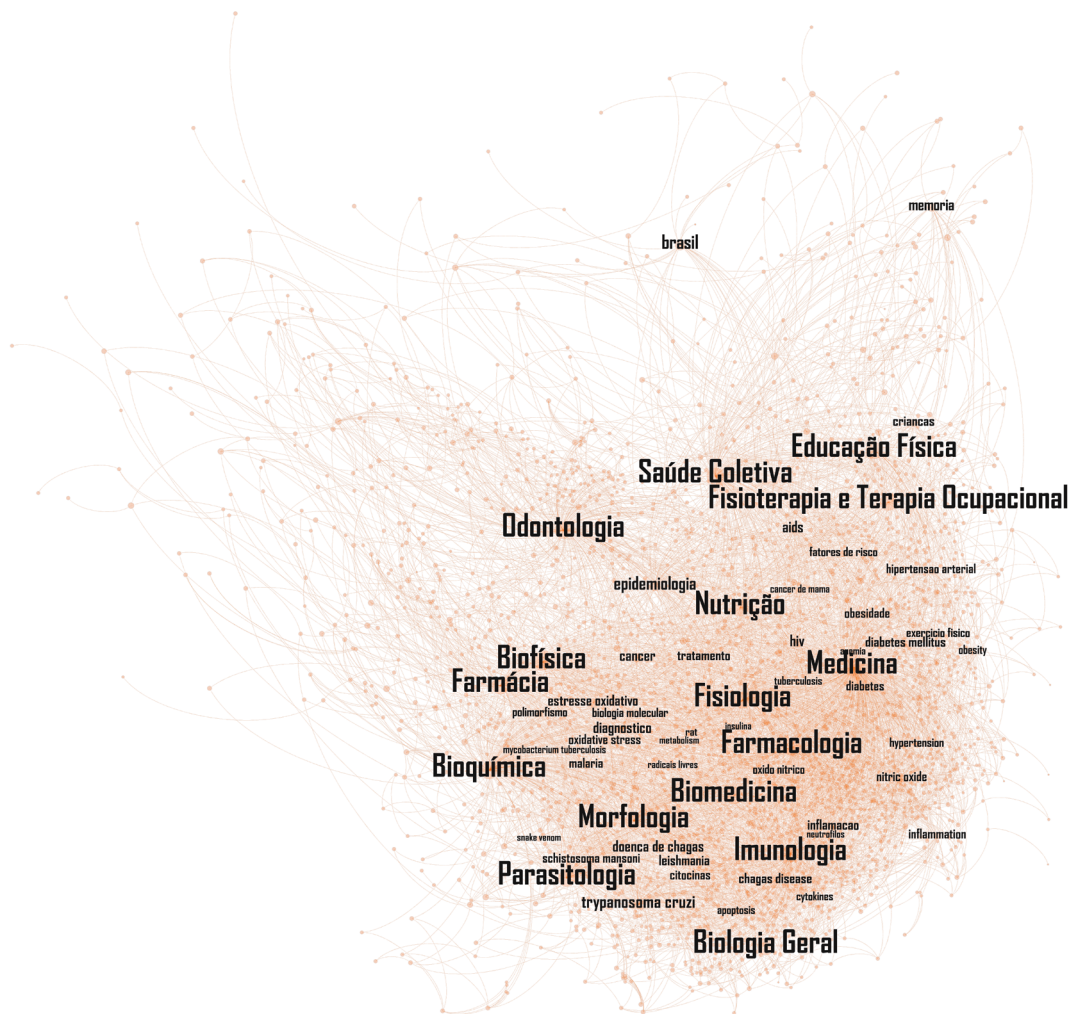 memoria
brasil
criancas
Educação Física
Saúde Coletiva
Fisioterapia e Terapia Ocupacional
Odontologia
aids
fatores de risco
hipertensao arterial
epidemiologia
cancer de mama
Nutrição
obesidade
exercicio fisico
hiv
diabetes mellitus
obesity
anemia
Biofísica
cancer
tratamento
Medicina
Farmácia
tuberculosis
diabetes
Fisiologia
estresse oxidativo
polimorfismo
biologia molecular
diagnostico
insulina
rat
oxidative stress
metabolism
Farmacologia
hypertension
mycobacterium tuberculosis
Bioquímica
malaria
radicais livres
oxido nitrico
nitric oxide
Biomedicina
Morfologia
inflamacao
neutrofilos
inflammation
snake venom
doenca de chagas
Imunologia
schistosoma mansoni
leishmania
Parasitologia
citocinas
chagas disease
cytokines
trypanosoma cruzi
apoptosis
Biologia Geral